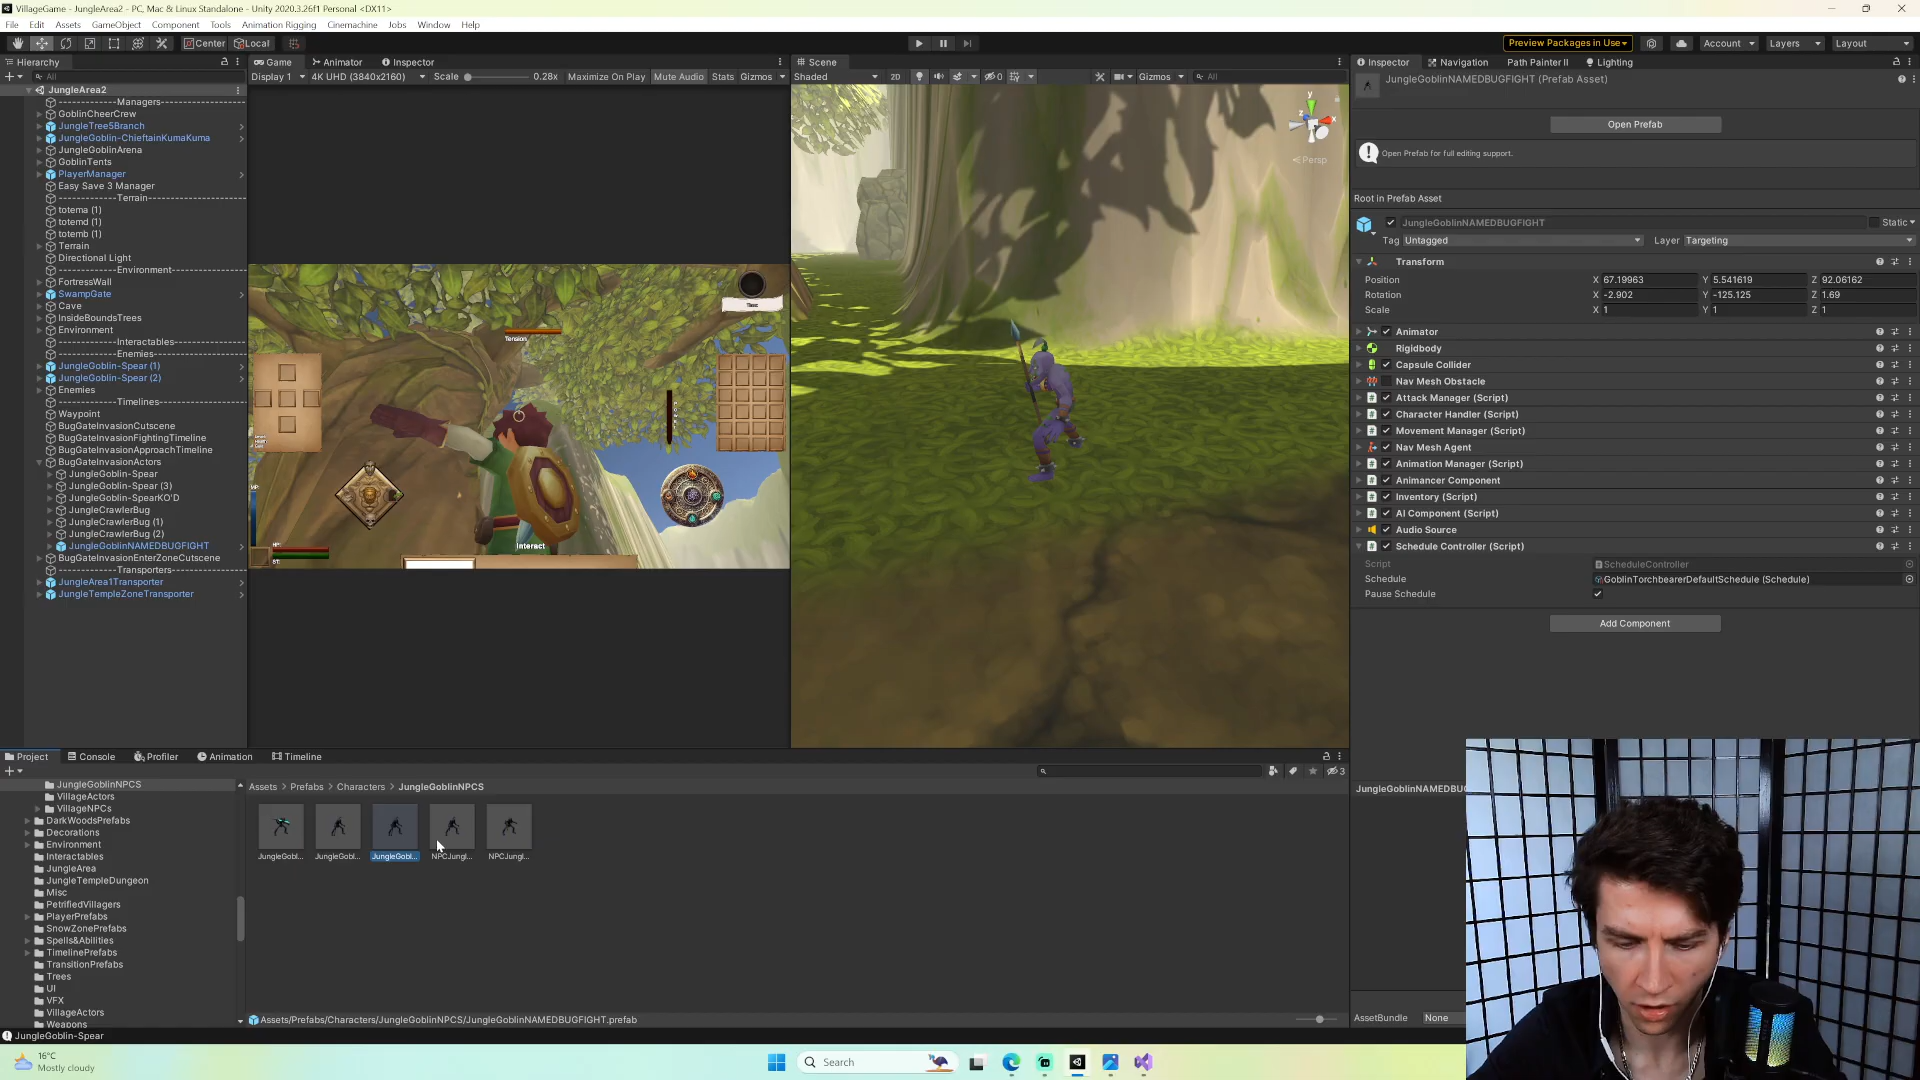 VillageGame - JungleArea2 - PC, Mac & Linux Standalone - Unity 2020.3.26f1 Personal <DX11>
File Edit Assets GameObject Component Tools Animation Rigging Cinemachine Jobs Window Help
Center Local
Preview Packages in Use Account Layers Layout
Hierarchy
All
JungleArea2
--------------Managers--------------
GoblinCheerCrew
JungleTree5Branch
JungleGoblin-ChieftainKumaKuma
JungleGoblinArena
GoblinTents
PlayerManager
Easy Save 3 Manager
--------------Terrain--------------
totema (1)
totemd (1)
totemb (1)
Terrain
Directional Light
--------------Environment--------------
FortressWall
SwampGate
Cave
InsideBoundsTrees
Environment
--------------Interactables--------------
--------------Enemies--------------
JungleGoblin-Spear (1)
JungleGoblin-Spear (2)
Enemies
--------------Timelines--------------
Waypoint
BugGateInvasionCutscene
BugGateInvasionFightingTimeline
BugGateInvasionApproachTimeline
BugGateInvasionActors
JungleGoblin-Spear
JungleGoblin-Spear (3)
JungleGoblin-SpearKO'D
JungleCrawlerBug
JungleCrawlerBug (1)
JungleCrawlerBug (2)
JungleGoblinNAMEDBUGFIGHT
BugGateInvasionEnterZoneCutscene
--------------Transporters--------------
JungleArea1Transporter
JungleTempleZoneTransporter
Game Animator Inspector
Display 1 4K UHD (3840x2160) Scale 0.28x Maximize On Play Mute Audio Stats Gizmos
Tension
Interact
MP:
HP:
ST:
Scene
Shaded 2D 0 Gizmos All
y
x
z
Persp
Inspector Navigation Path Painter II Lighting
JungleGoblinNAMEDBUGFIGHT (Prefab Asset)
Open Prefab
Open Prefab for full editing support.
Root in Prefab Asset
JungleGoblinNAMEDBUGFIGHT Static
Tag Untagged Layer Targeting
Transform
Position X 67.19963 Y 5.541619 Z 92.06162
Rotation X -2.902 Y -125.125 Z 1.69
Scale X 1 Y 1 Z 1
Animator
Rigidbody
Capsule Collider
Nav Mesh Obstacle
Attack Manager (Script)
Character Handler (Script)
Movement Manager (Script)
Nav Mesh Agent
Animation Manager (Script)
Animancer Component
Inventory (Script)
AI Component (Script)
Audio Source
Schedule Controller (Script)
Script ScheduleController
Schedule GoblinTorchbearerDefaultSchedule (Schedule)
Pause Schedule
Add Component
JungleGoblinNAMEDBUG
AssetBundle None
Project Console Profiler Animation Timeline
3
JungleGoblinNPCS
VillageActors
VillageNPCs
DarkWoodsPrefabs
Decorations
Environment
Interactables
JungleArea
JungleTempleDungeon
Misc
PetrifiedVillagers
PlayerPrefabs
SnowZonePrefabs
Spells&Abilities
TimelinePrefabs
TransitionPrefabs
Trees
UI
VFX
VillageActors
Weapons
Assets > Prefabs > Characters > JungleGoblinNPCS
JungleGobl... JungleGobl... JungleGobl... NPCJungl... NPCJungl...
Assets/Prefabs/Characters/JungleGoblinNPCS/JungleGoblinNAMEDBUGFIGHT.prefab
JungleGoblin-Spear
16°C
Mostly cloudy
Search